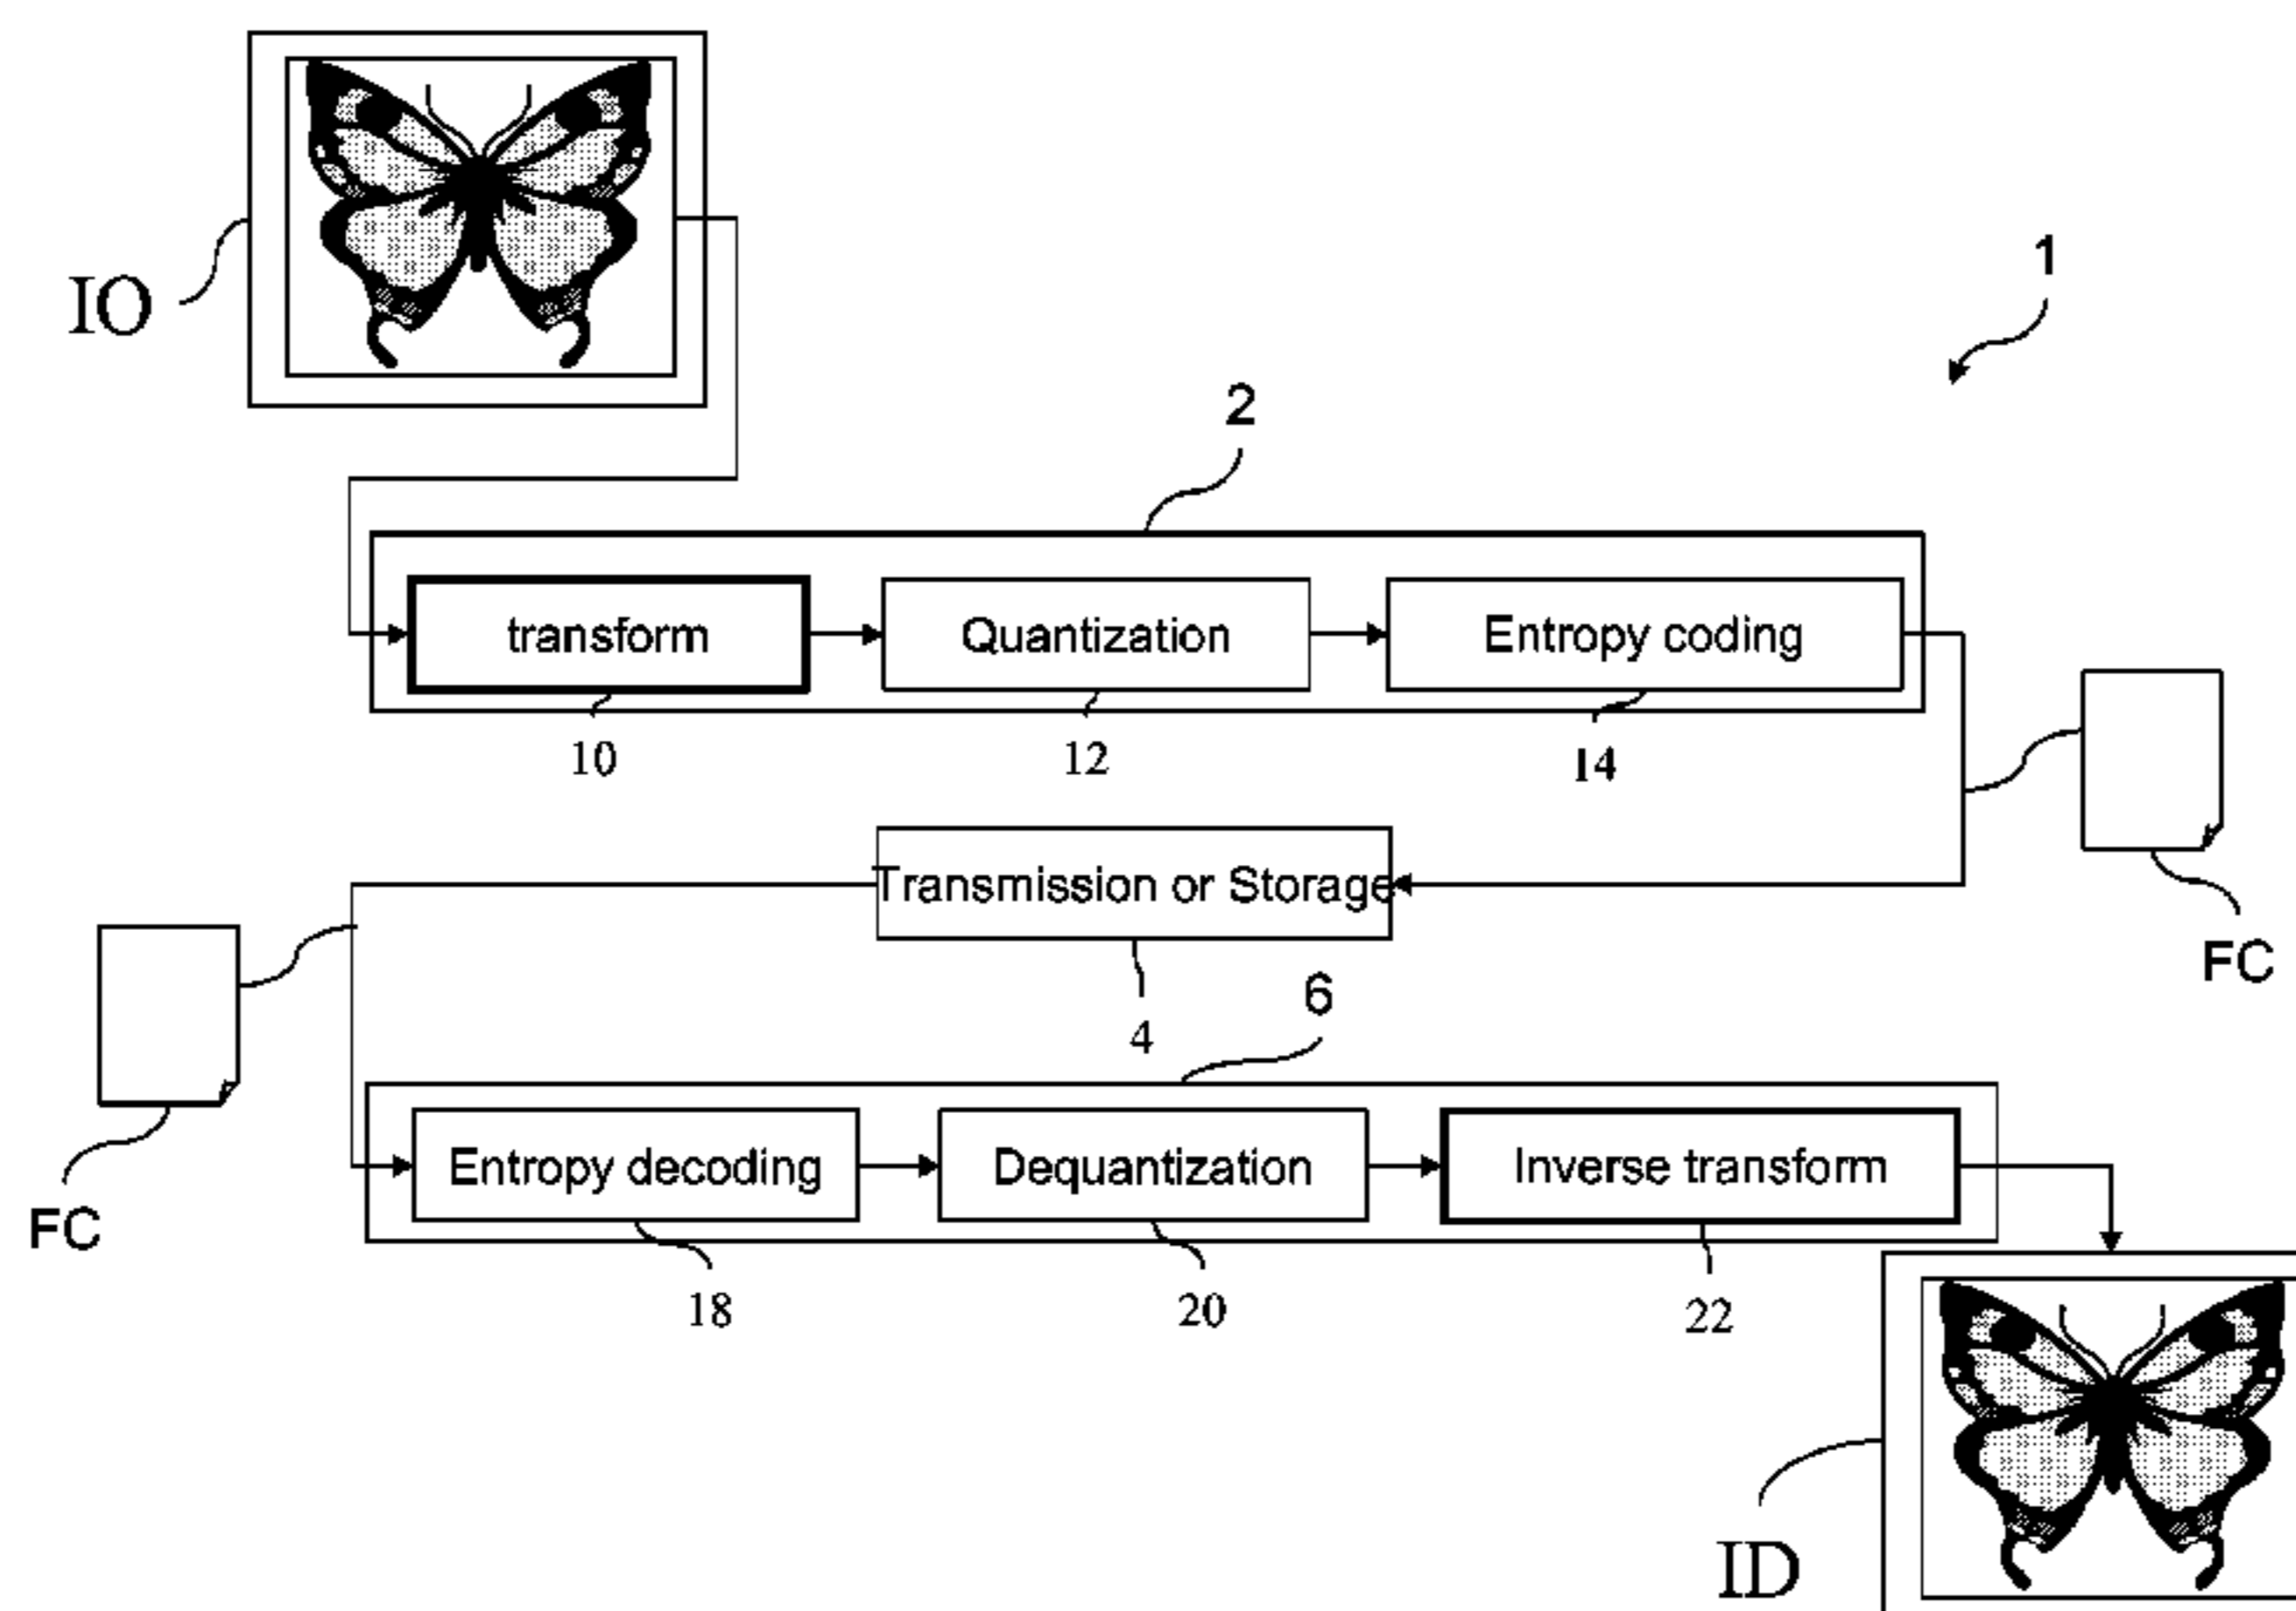 IO
1
2
transform
Quantization
Entropy coding
10
12
14
Transmission or Storage
FC
4
6
Entropy decoding
Dequantization
Inverse transform
FC
18
20
22
ID